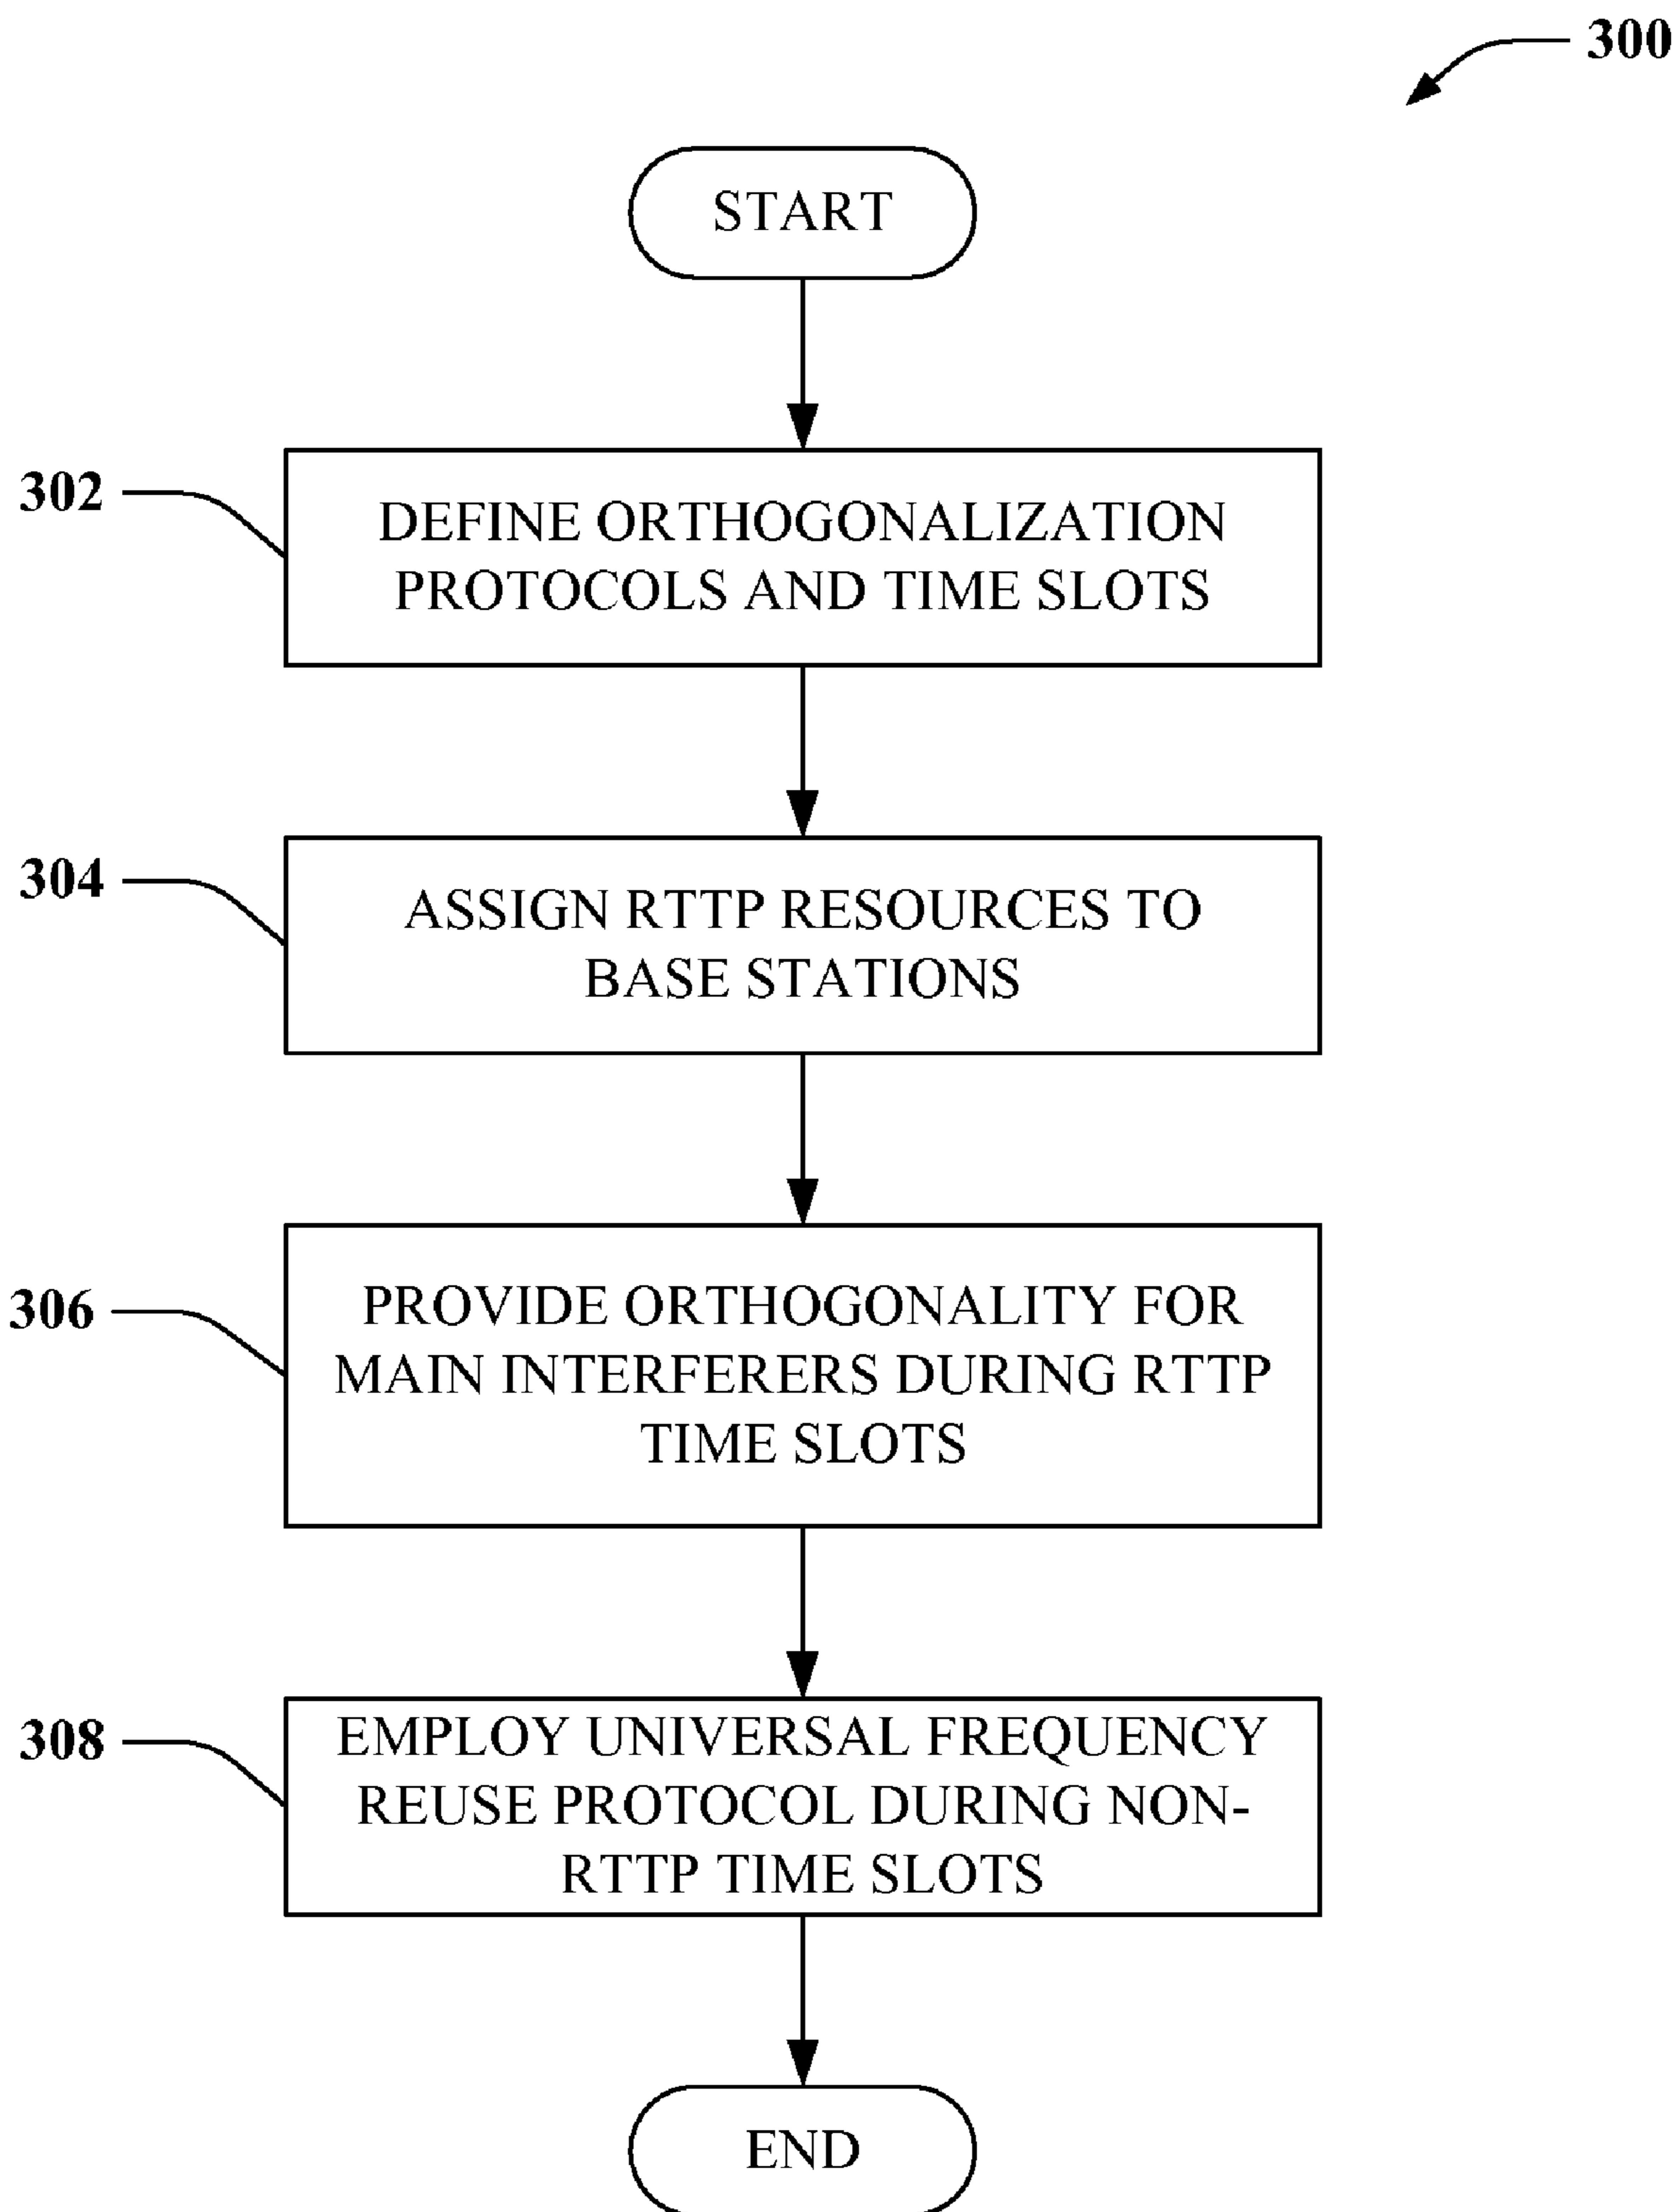 300
START
302
DEFINE ORTHOGONALIZATION
PROTOCOLS AND TIME SLOTS
304
ASSIGN RTTP RESOURCES TO
BASE STATIONS
306
PROVIDE ORTHOGONALITY FOR
MAIN INTERFERERS DURING RTTP
TIME SLOTS
308
EMPLOY UNIVERSAL FREQUENCY
REUSE PROTOCOL DURING NON-
RTTP TIME SLOTS
END